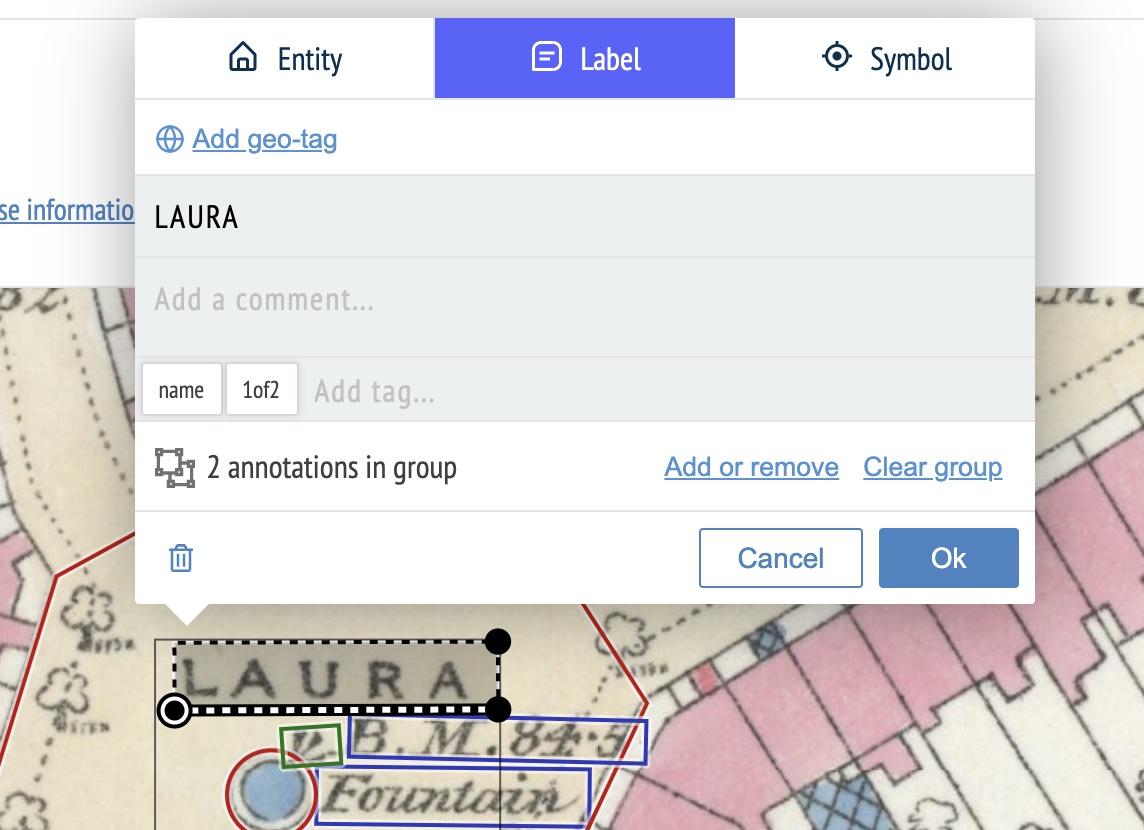 Entity Label Symbol
Add geo-tag
se informatio
LAURA
Add a comment...
name 1of2 Add tag...
2 annotations in group Add or remove Clear group
Cancel Ok
LAURA
B.M. 84·5
Fountain